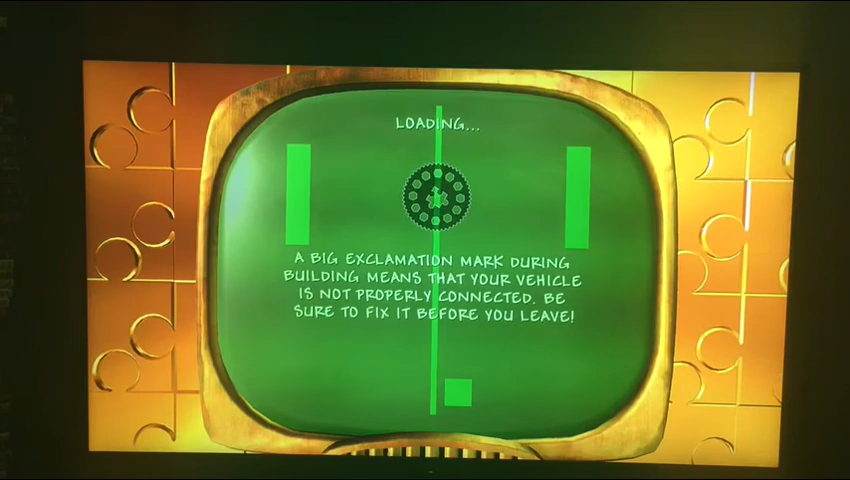 LOADING...
A BIG EXCLAMATION MARK DURING
BUILDING MEANS THAT YOUR VEHICLE
IS NOT PROPERLY CONNECTED. BE
SURE TO FIX IT BEFORE YOU LEAVE!